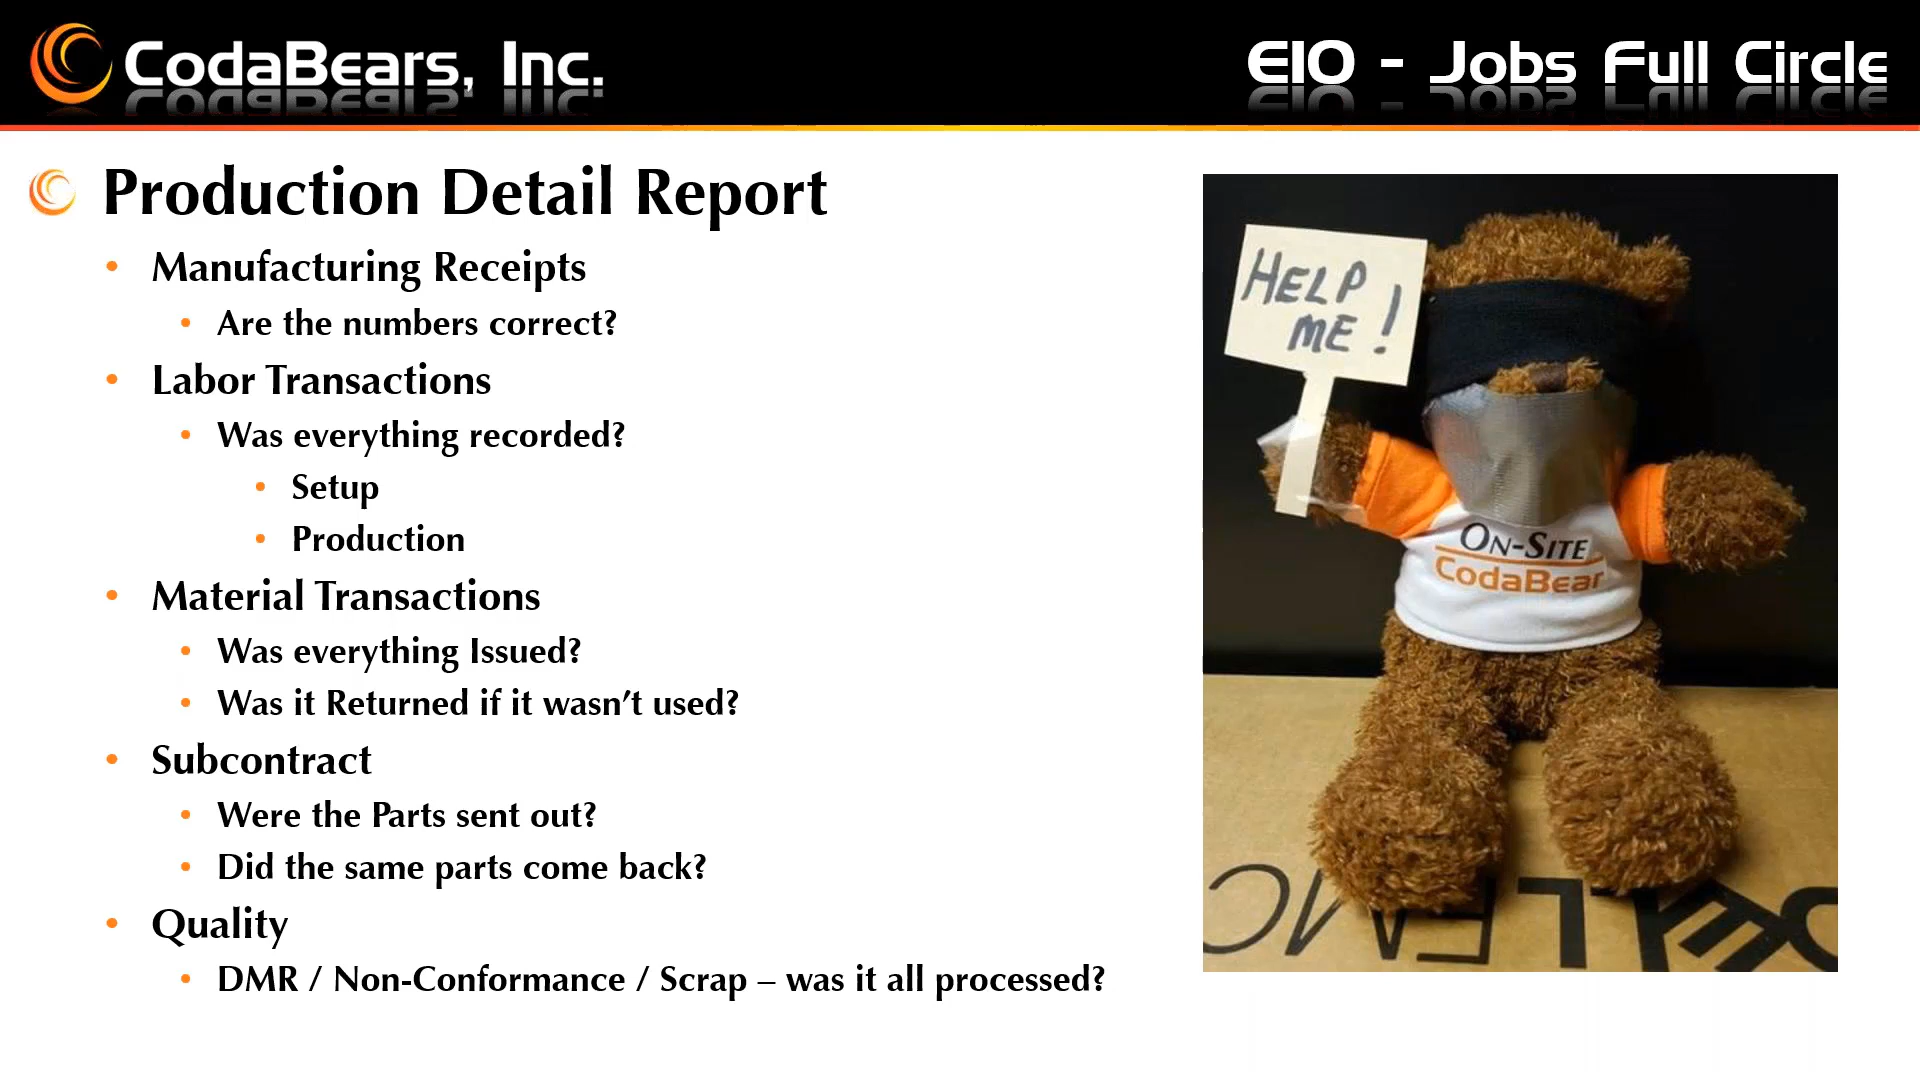 CodaBears, Inc.
EIO - Jobs Full Circle
Production Detail Report
• Manufacturing Receipts
• Are the numbers correct?
• Labor Transactions
• Was everything recorded?
• Setup
• Production
• Material Transactions
• Was everything Issued?
• Was it Returned if it wasn’t used?
• Subcontract
• Were the Parts sent out?
• Did the same parts come back?
• Quality
• DMR / Non-Conformance / Scrap – was it all processed?
HELP
ME!
ON-SITE
CodaBear
DELLEMC